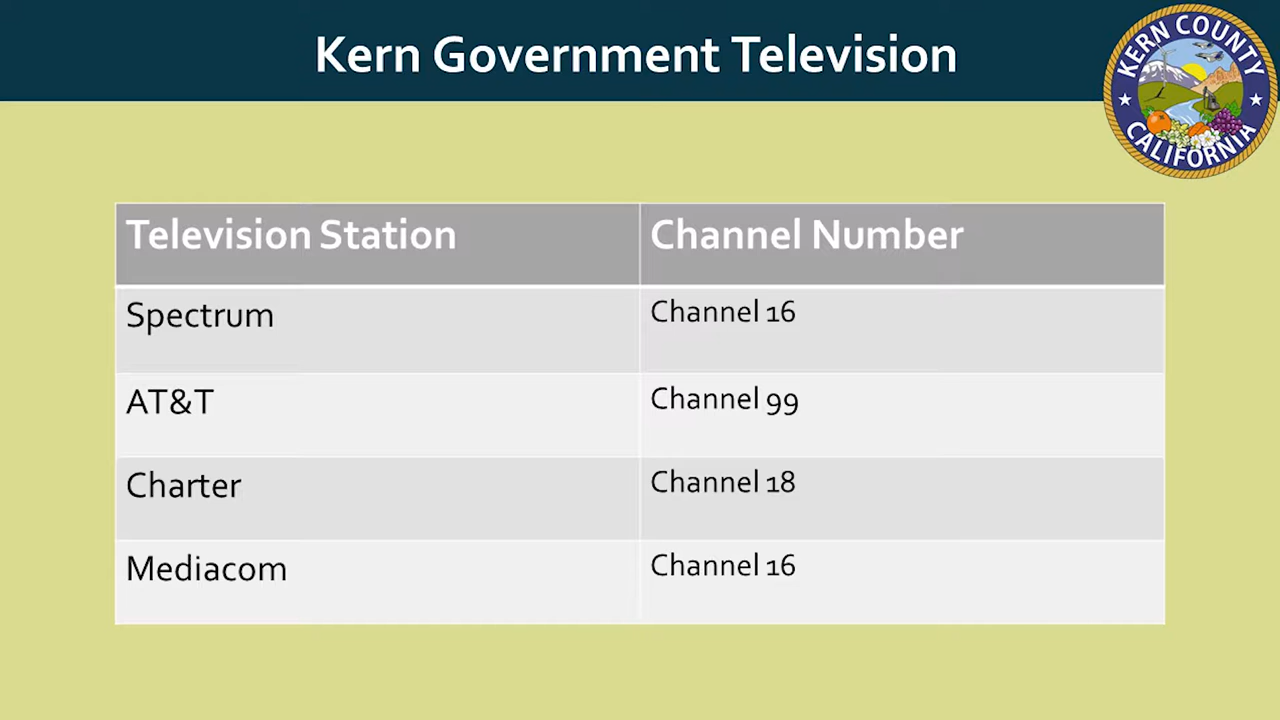 Kern Government Television
KERN COUNTY
CALIFORNIA
Television Station Channel Number
Spectrum Channel 16
AT&T Channel 99
Charter Channel 18
Mediacom Channel 16